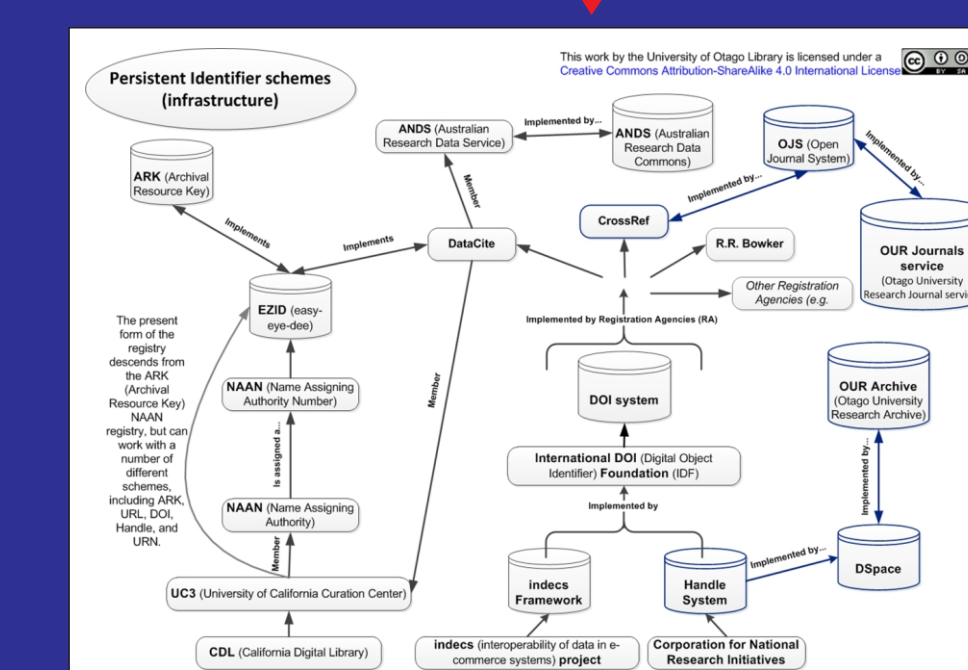 Persistent Identifier schemes
(infrastructure)
This work by the University of Otago Library is licensed under a
Creative Commons Attribution-ShareAlike 4.0 International License
cc
BY SA
ANDS (Australian
Research Data Service)
Implemented by...
ANDS (Australian
Research Data
Commons)
OJS (Open
Journal System)
Implemented by...
ARK (Archival
Resource Key)
Member
Implemented by...
Implements
Implements
DataCite
CrossRef
R.R. Bowker
OUR Journals
service
(Otago University
Research Journal
Other Registration
Agencies (e.g.
EZID (easy-
eye-dee)
Implemented by Registration Agencies (RA)
The present
form of the
registry
descends from
the ARK
(Archival
Resource Key)
NAAN
registry, but can
work with a
number of
different
schemes,
including ARK,
URL, DOI,
Handle, and
URN.
NAAN (Name Assigning
Authority Number)
Member
DOI system
OUR Archive
(Otago University
Research Archive)
Is assigned a...
International DOI (Digital Object
Identifier) Foundation (IDF)
Implemented by...
NAAN (Name Assigning
Authority)
Implemented by
Member
Implemented by...
DSpace
UC3 (University of California Curation Center)
indecs
Framework
Handle
System
CDL (California Digital Library)
indecs (interoperability of data in e-
commerce systems) project
Corporation for National
Research Initiatives